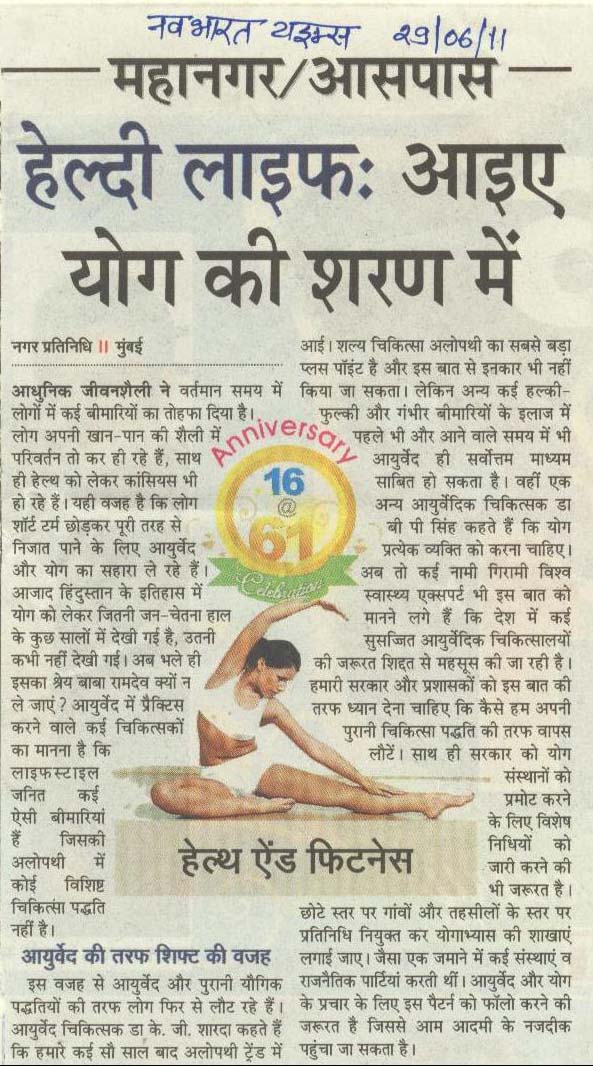 नवभारत टाइम्स 29/06/11
महानगर/आसपास
हेल्दी लाइफ: आइए
योग की शरण में
नगर प्रतिनिधि ॥ मुंबई
आधुनिक जीवनशैली ने वर्तमान समय में
लोगों में कई बीमारियों का तोहफा दिया है।
लोग अपनी खान-पान की शैली में
परिवर्तन तो कर ही रहे हैं, साथ
ही हेल्थ को लेकर कांसियस भी
हो रहे हैं। यही वजह है कि लोग
शॉर्ट टर्म छोड़कर पूरी तरह से
निजात पाने के लिए आयुर्वेद
और योग का सहारा ले रहे हैं।
आजाद हिंदुस्तान के इतिहास में
योग को लेकर जितनी जन-चेतना हाल
के कुछ सालों में देखी गई है, उतनी
कभी नहीं देखी गई। अब भले ही
इसका श्रेय बाबा रामदेव क्यों न
ले जाएं? आयुर्वेद में प्रैक्टिस
करने वाले कई चिकित्सकों
का मानना है कि
लाइफस्टाइल
जनित कई
ऐसी बीमारियां
हैं जिसकी
अलोपथी में
कोई विशिष्ट
चिकित्सा पद्धति
नहीं है।
आयुर्वेद की तरफ शिफ्ट की वजह
इस वजह से आयुर्वेद और पुरानी यौगिक
पद्धतियों की तरफ लोग फिर से लौट रहे हैं।
आयुर्वेद चिकित्सक डा के. जी. शारदा कहते हैं
कि हमारे कई सौ साल बाद अलोपथी ट्रेंड में
Anniversary
16
@
61
Celebration
हेल्थ ऐंड फिटनेस
आई। शल्य चिकित्सा अलोपथी का सबसे बड़ा
प्लस पॉइंट है और इस बात से इनकार भी नहीं
किया जा सकता। लेकिन अन्य कई हल्की-
फुल्की और गंभीर बीमारियों के इलाज में
पहले भी और आने वाले समय में भी
आयुर्वेद ही सर्वोत्तम माध्यम
साबित हो सकता है। वहीं एक
अन्य आयुर्वेदिक चिकित्सक डा
बी पी सिंह कहते हैं कि योग
प्रत्येक व्यक्ति को करना चाहिए।
अब तो कई नामी गिरामी विश्व
स्वास्थ्य एक्सपर्ट भी इस बात को
मानने लगे हैं कि देश में कई
सुसज्जित आयुर्वेदिक चिकित्सालयों
की जरूरत शिद्दत से महसूस की जा रही है।
हमारी सरकार और प्रशासकों को इस बात की
तरफ ध्यान देना चाहिए कि कैसे हम अपनी
पुरानी चिकित्सा पद्धति की तरफ वापस
लौटें। साथ ही सरकार को योग
संस्थानों को
प्रमोट करने
के लिए विशेष
निधियों को
जारी करने की
भी जरूरत है।
छोटे स्तर पर गांवों और तहसीलों के स्तर पर
प्रतिनिधि नियुक्त कर योगाभ्यास की शाखाएं
लगाई जाए। जैसा एक जमाने में कई संस्थाएं व
राजनैतिक पार्टियां करती थीं। आयुर्वेद और योग
के प्रचार के लिए इस पैटर्न को फॉलो करने की
जरूरत है जिससे आम आदमी के नजदीक
पहुंचा जा सकता है।